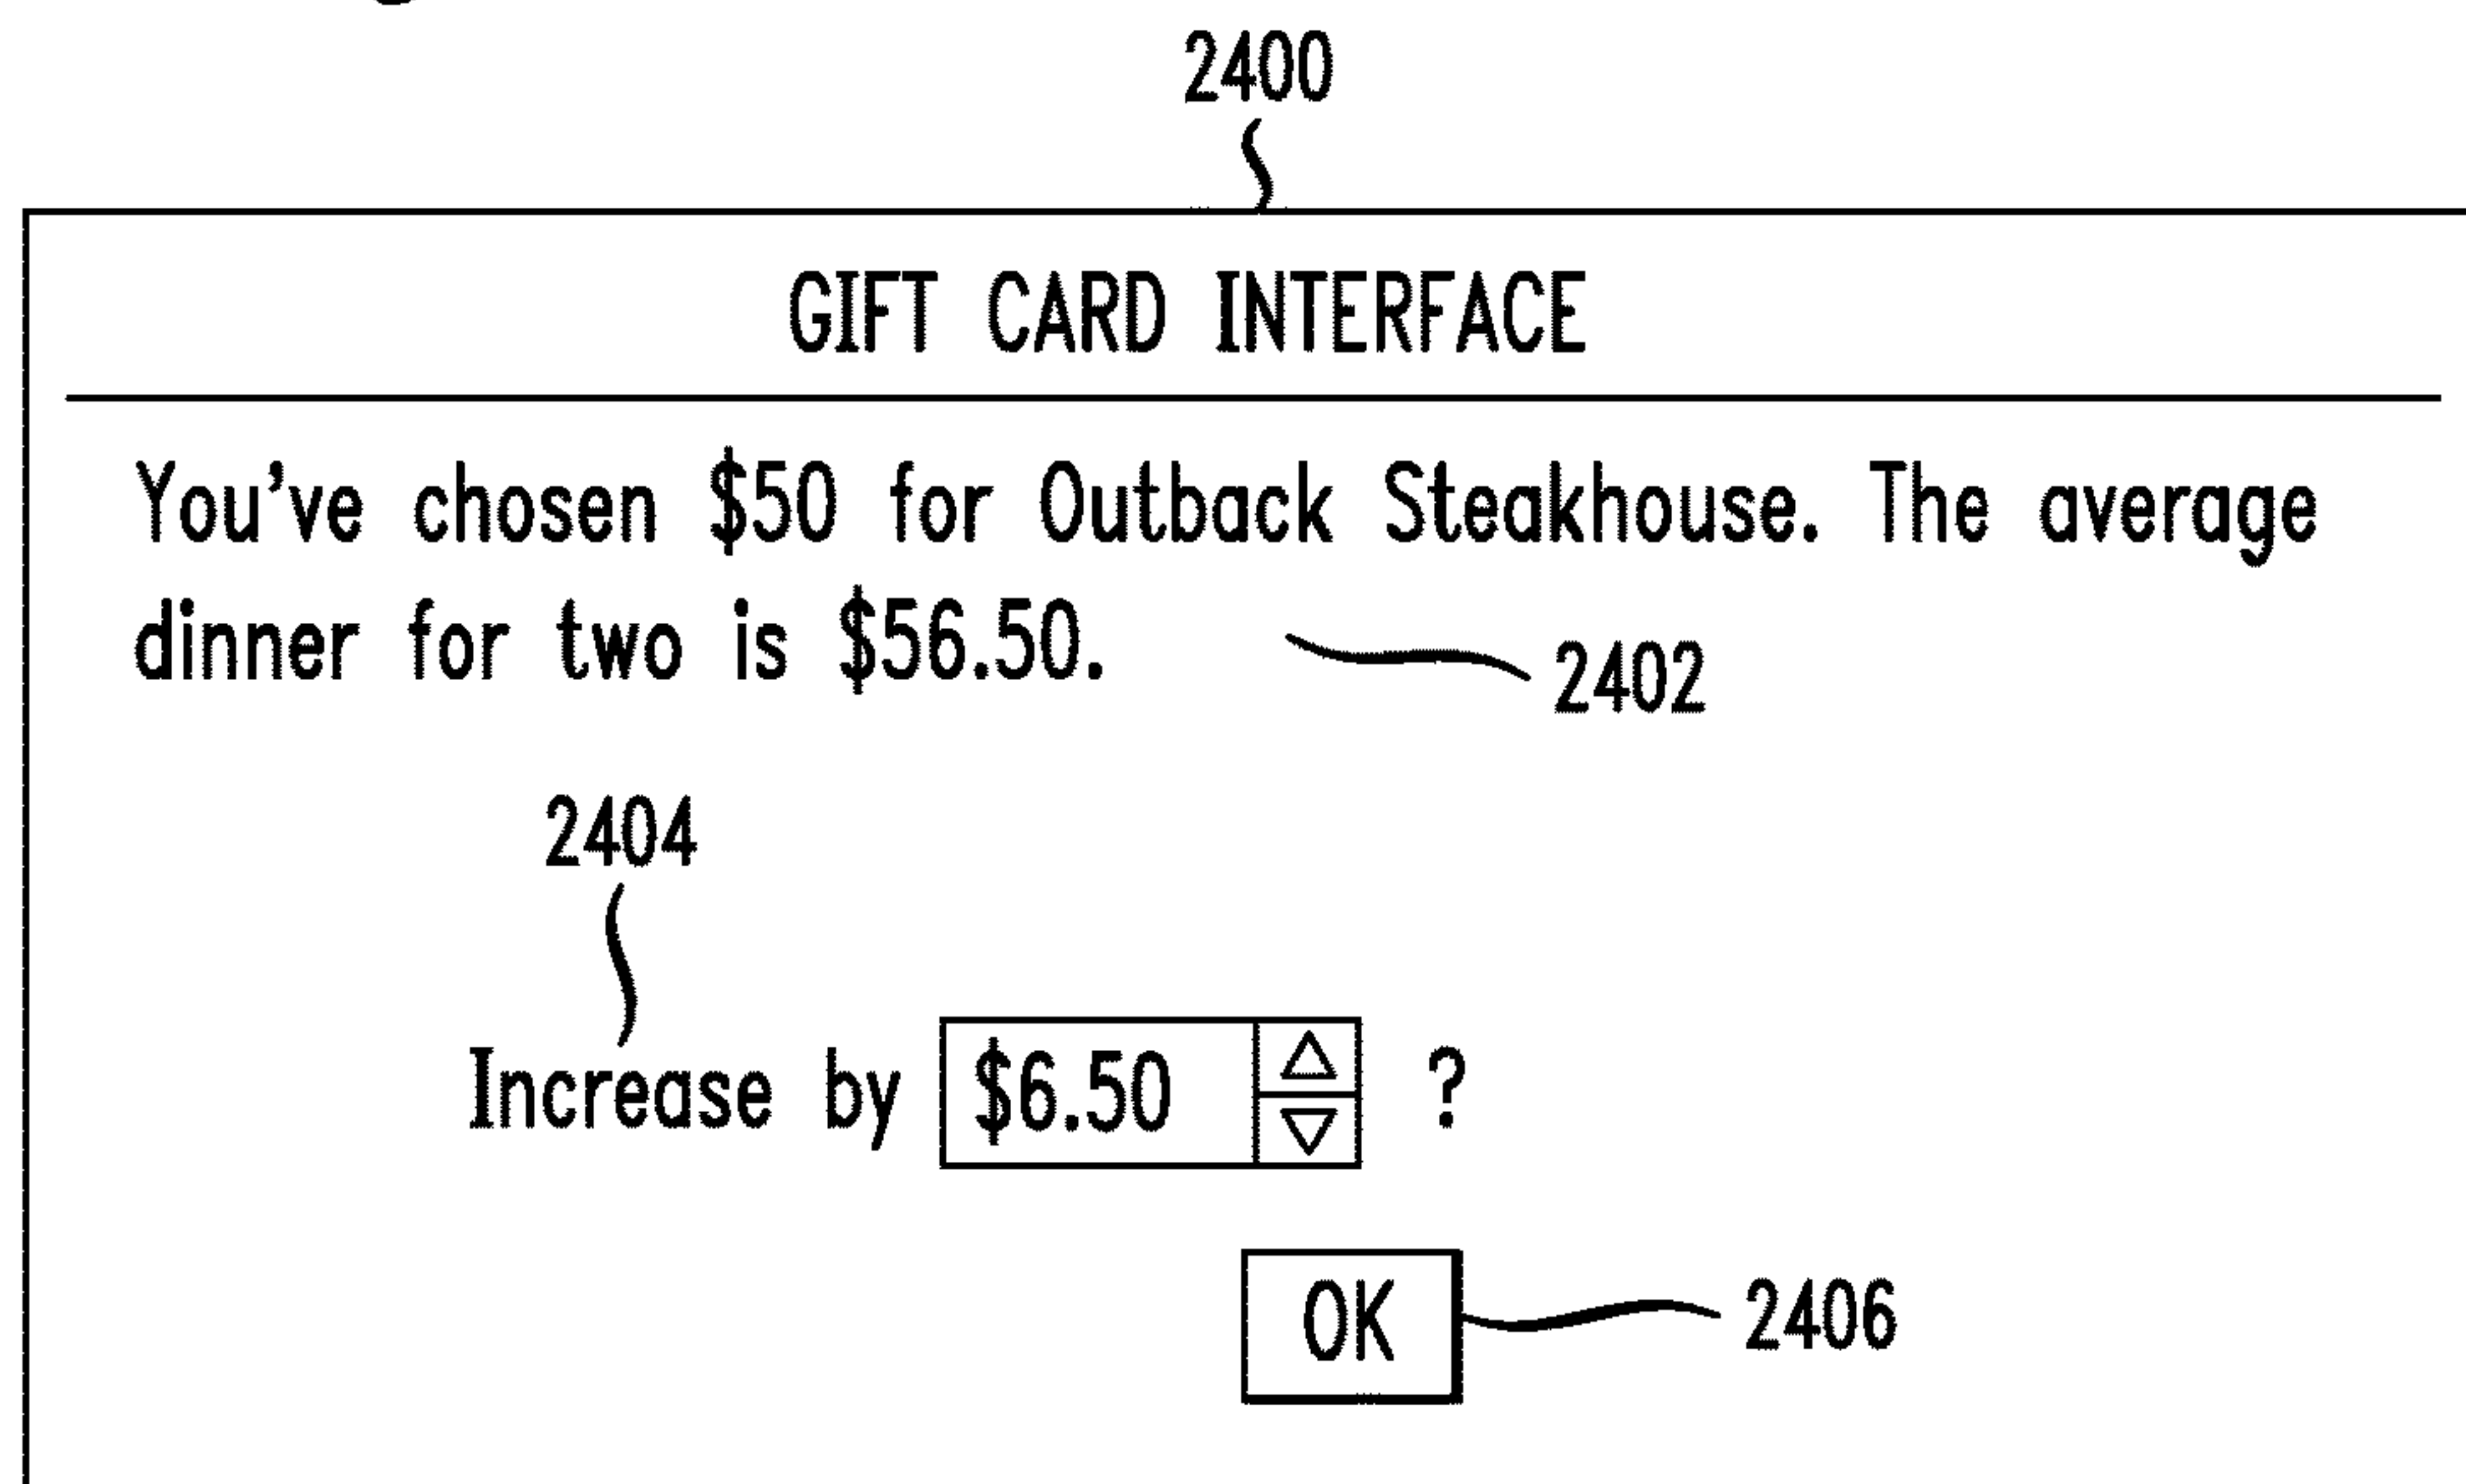 2400
GIFT CARD INTERFACE
You've chosen $50 for Outback Steakhouse. The average
dinner for two is $56.50.
2402
2404
Increase by $6.50 ?
OK 2406